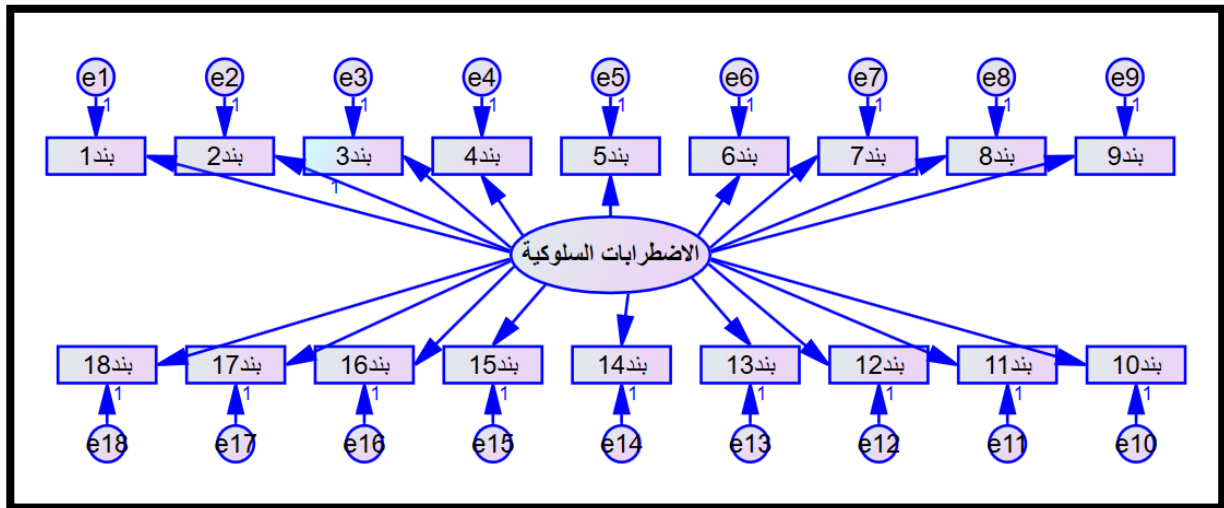 e1 e2 e3 e4 e5 e6 e7 e8 e9
1 1 1 1 1 1 1 1 1
بند1 بند2 بند3 بند4 بند5 بند6 بند7 بند8 بند9
1
الاضطرابات السلوكية
بند18 بند17 بند16 بند15 بند14 بند13 بند12 بند11 بند10
1 1 1 1 1 1 1 1 1
e18 e17 e16 e15 e14 e13 e12 e11 e10